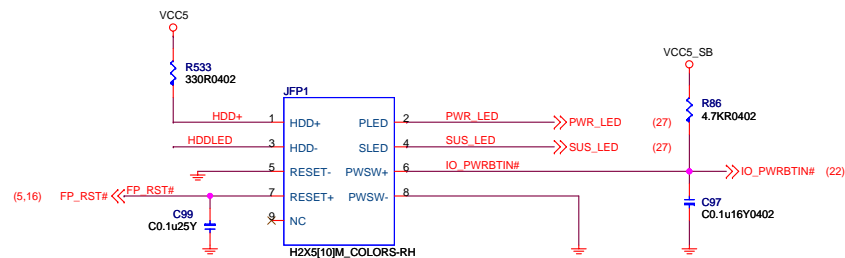 VCC5
R533
330R0402
VCC5_SB
R86
4.7KR0402
JFP1
HDD+ 1 HDD+ PLED 2 PWR_LED PWR_LED (27)
HDDLED 3 HDD- SLED 4 SUS_LED SUS_LED (27)
5 RESET- PWSW+ 6 IO_PWRBTIN# IO_PWRBTIN# (22)
(5,16) FP_RST# FP_RST# 7 RESET+ PWSW- 8
9 NC
C99
C0.1u25Y
C97
C0.1u16Y0402
H2X5[10]M_COLORS-RH